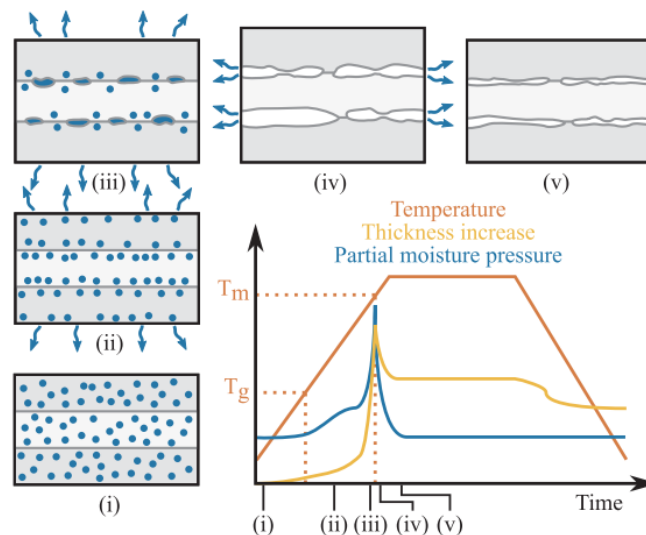 (iii)
(iv)
(v)
(ii)
(i)
Temperature
Thickness increase
Partial moisture pressure
Tm
Tg
Time
(i) (ii) (iii) (iv) (v)